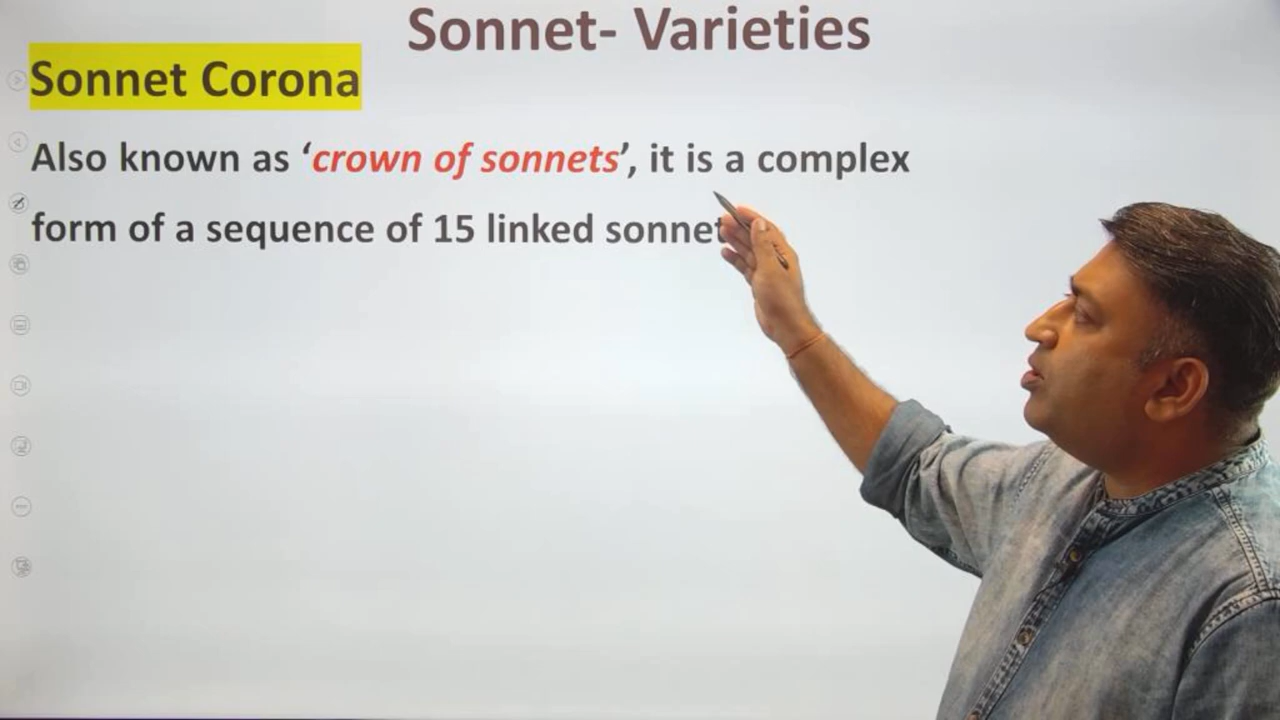 Sonnet- Varieties
Sonnet Corona
Also known as ‘crown of sonnets’, it is a complex
form of a sequence of 15 linked sonnet